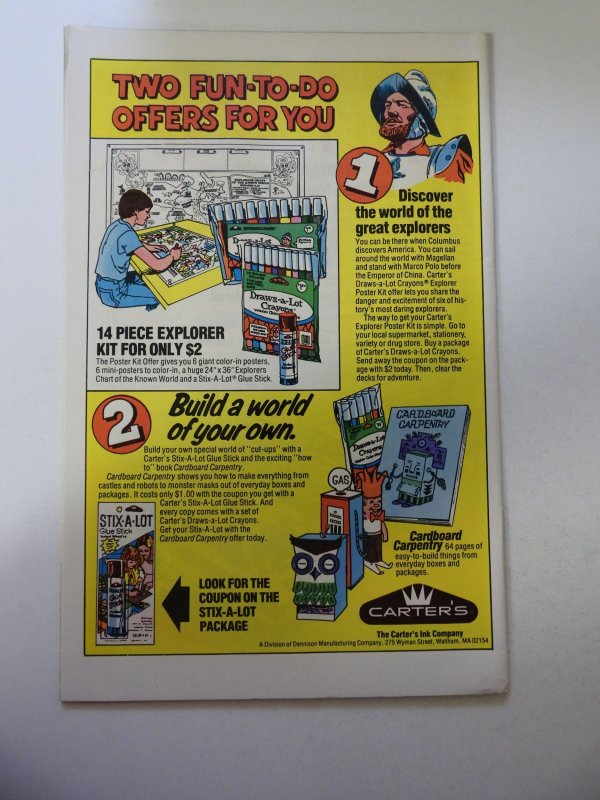 TWO FUN-TO-DO
OFFERS FOR YOU
1
Discover
the world of the
great explorers
You can be there when Columbus
discovers America. You can sail
around the world with Magellan
and stand with Marco Polo before
the Emperor of China. Carter's
Draws-a-Lot Crayons® Explorer
Poster Kit offer lets you share the
danger and excitement of six of his-
tory's most daring explorers.
The way to get your Carter's
Explorer Poster Kit is simple. Go to
your local supermarket, stationery,
variety or drug store. Buy a package
of Carter's Draws-a-Lot Crayons.
Send away the coupon on the pack-
age with $2 today. Then, clear the
decks for adventure.
Draws-a-Lot
Crayons
14 PIECE EXPLORER
KIT FOR ONLY $2
The Poster Kit Offer gives you 6 giant color-in posters,
6 mini-posters to color-in, a huge 24" x 36" Explorers
Chart of the Known World and a Stix-A-Lot® Glue Stick.
2
Build a world
of your own.
Build your own special world of "cut-ups" with a
Carter's Stix-A-Lot Glue Stick and the exciting "how
to" book Cardboard Carpentry.
Cardboard Carpentry shows you how to make everything from
castles and robots to monster masks out of everyday boxes and
packages. It costs only $1.00 with the coupon you get with a
Carter's Stix-A-Lot Glue Stick. And
every copy comes with a set of
Carter's Draws-a-Lot Crayons.
Get your Stix-A-Lot with the
Cardboard Carpentry offer today.
STIX-A-LOT
Glue Stick
LOOK FOR THE
COUPON ON THE
STIX-A-LOT
PACKAGE
Draws-a-Lot
Crayons
GAS
CARDBOARD
CARPENTRY
Cardboard
Carpentry 64 pages of
easy-to-build things from
everyday boxes and
packages.
CARTER'S
The Carter's Ink Company
A Division of Dennison Manufacturing Company, 275 Wyman Street, Waltham, MA 02154